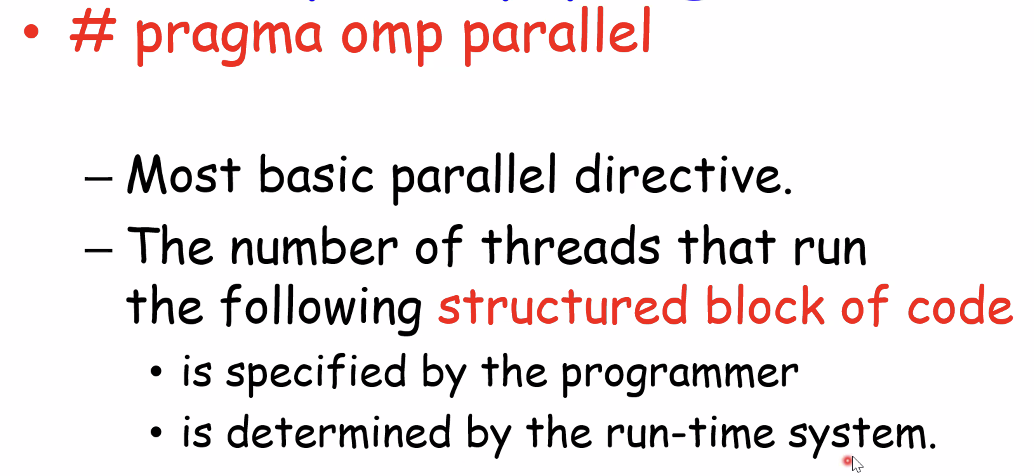 • # pragma omp parallel
– Most basic parallel directive.
– The number of threads that run
the following structured block of code
• is specified by the programmer
• is determined by the run-time system.